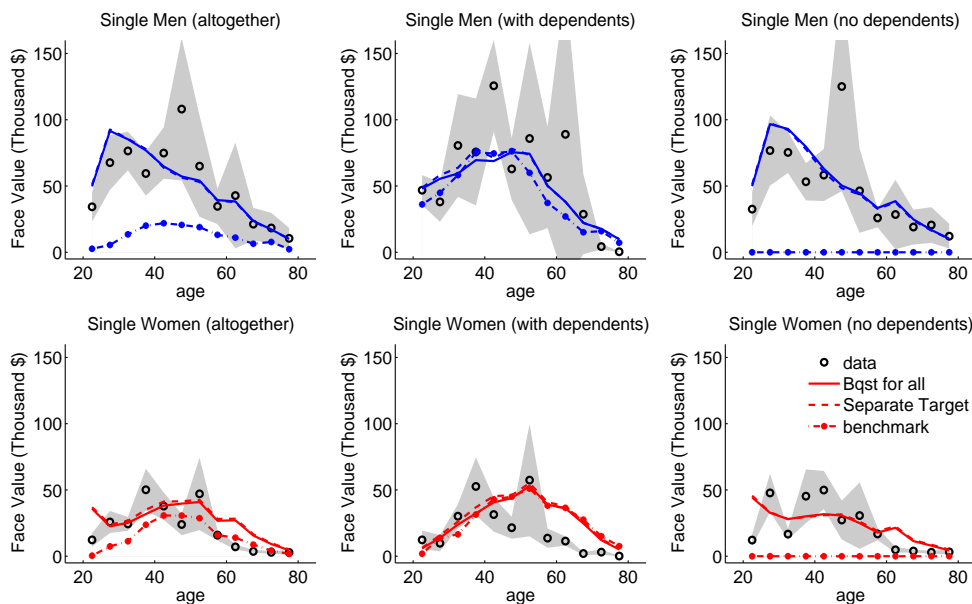 Single Men (altogether)
Single Men (with dependents)
Single Men (no dependents)
Face Value (Thousand $)
150
100
50
0
20
40
60
80
age
Face Value (Thousand $)
150
100
50
0
20
40
60
80
age
Face Value (Thousand $)
150
100
50
0
20
40
60
80
age
Single Women (altogether)
Single Women (with dependents)
Single Women (no dependents)
Face Value (Thousand $)
150
100
50
0
20
40
60
80
age
Face Value (Thousand $)
150
100
50
0
20
40
60
80
age
Face Value (Thousand $)
150
100
50
0
20
40
60
80
age
data
Bqst for all
Separate Target
benchmark